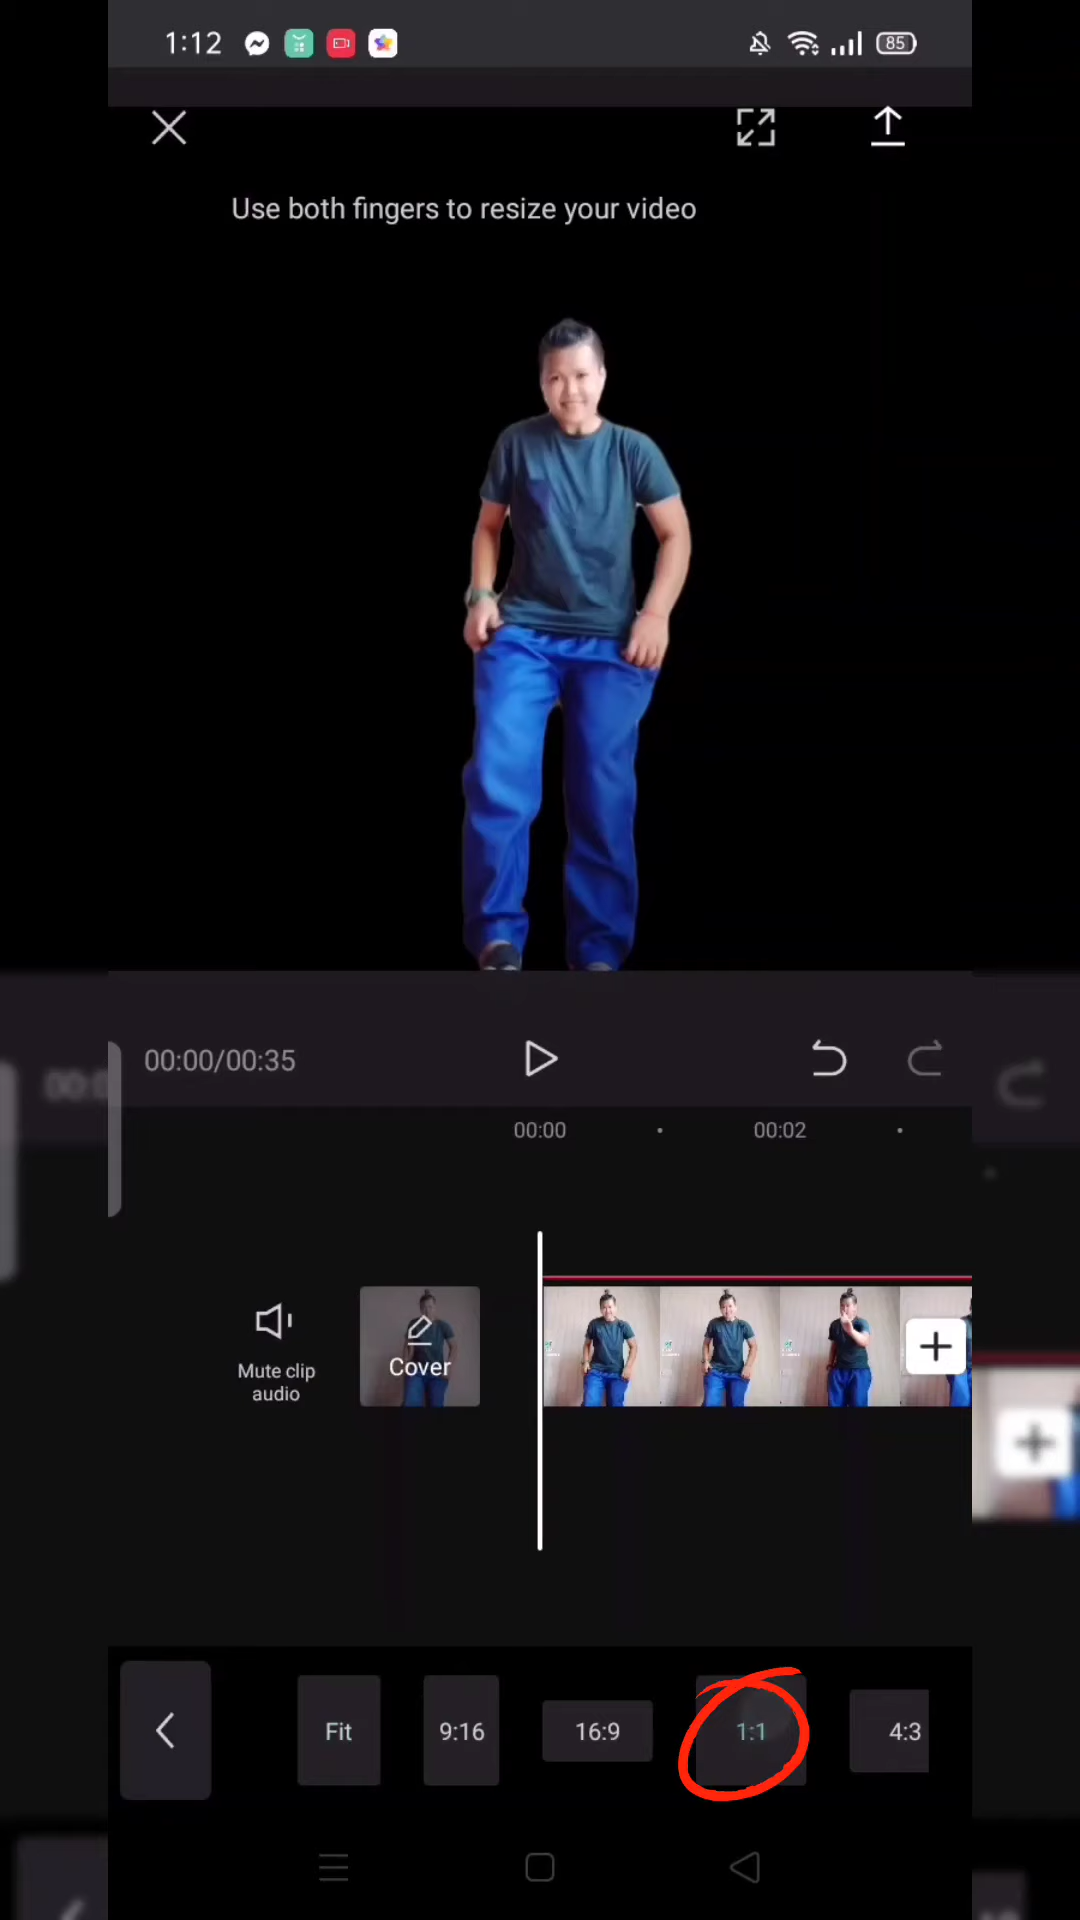 1:12
85
Use both fingers to resize your video
00:00/00:35
00:00
00:02
Mute clip
audio
Cover
Fit
9:16
16:9
1:1
4:3